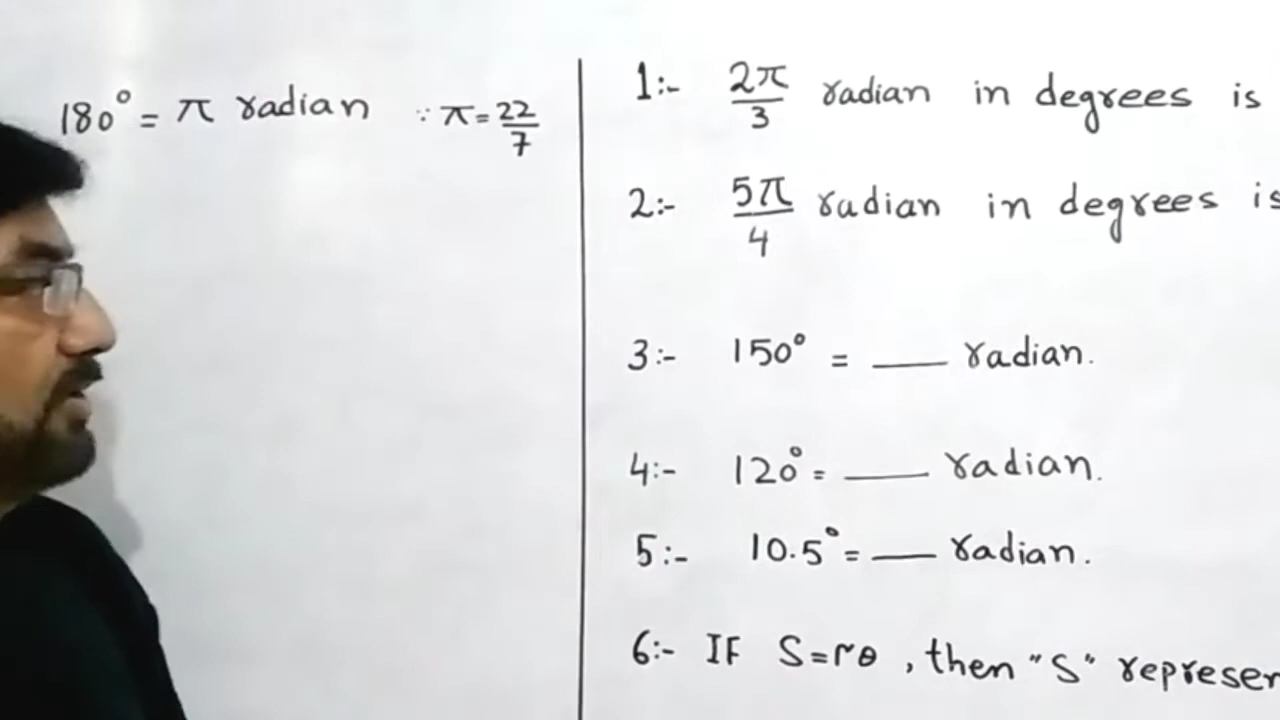 180° = π radian ∵ π = 22/7
1:- 2π/3 radian in degrees is
2:- 5π/4 radian in degrees is
3:- 150° = ___ radian.
4:- 120° = ___ radian.
5:- 10.5° = ___ radian.
6:- IF S=rθ , then "S" represen